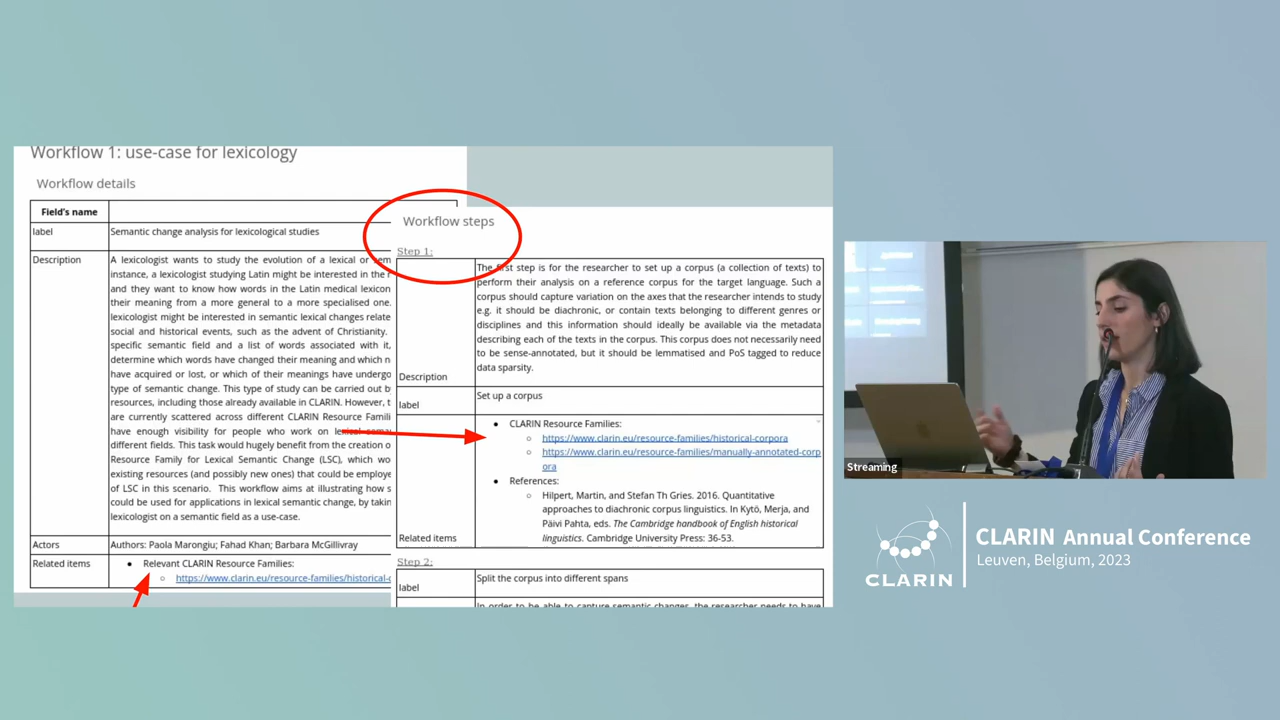 Workflow 1: use-case for lexicology
Workflow details
Field's name
label
Semantic change analysis for lexicological studies
Description
A lexicologist wants to study the evolution of a lexical or
instance, a lexicologist studying Latin might be interested in the
and they want to know how words in the Latin medical lexicon
their meaning from a more general to a more specialised one.
lexicologist might be interested in semantic lexical changes relate
social and historical events, such as the advent of Christianity.
specific semantic field and a list of words associated with it,
determine which words have changed their meaning and which n
have acquired or lost, or which of their meanings have undergo
type of semantic change. This type of study can be carried out b
resources, including those already available in CLARIN. However, t
are currently scattered across different CLARIN Resource Famili
have enough visibility for people who work on lexical sema
different fields. This task would hugely benefit from the creation o
Resource Family for Lexical Semantic Change (LSC), which wo
existing resources (and possibly new ones) that could be employe
of LSC in this scenario. This workflow aims at illustrating how s
could be used for applications in lexical semantic change, by takin
lexicologist on a semantic field as a use-case.
Actors
Authors: Paola Marongiu; Fahad Khan; Barbara McGillivray
Related items
Relevant CLARIN Resource Families:
https://www.clarin.eu/resource-families/historical-c
Workflow steps
Step 1:
The first step is for the researcher to set up a corpus (a collection of texts) to
perform their analysis on a reference corpus for the target language. Such a
corpus should capture variation on the axes that the researcher intends to study
e.g. it should be diachronic, or contain texts belonging to different genres or
disciplines and this information should ideally be available via the metadata
describing each of the texts in the corpus. This corpus does not necessarily need
to be sense-annotated, but it should be lemmatised and PoS tagged to reduce
data sparsity.
Description
label
Set up a corpus
CLARIN Resource Families:
https://www.clarin.eu/resource-families/historical-corpora
https://www.clarin.eu/resource-families/manually-annotated-corp
ora
References:
Hilpert, Martin, and Stefan Th Gries. 2016. Quantitative
approaches to diachronic corpus linguistics. In Kytö, Merja, and
Päivi Pahta, eds. The Cambridge handbook of English historical
linguistics. Cambridge University Press: 36-53.
Related items
Step 2:
label
Split the corpus into different spans
In order to be able to capture semantic changes, the researcher needs to have
Streaming
CLARIN
CLARIN Annual Conference
Leuven, Belgium, 2023